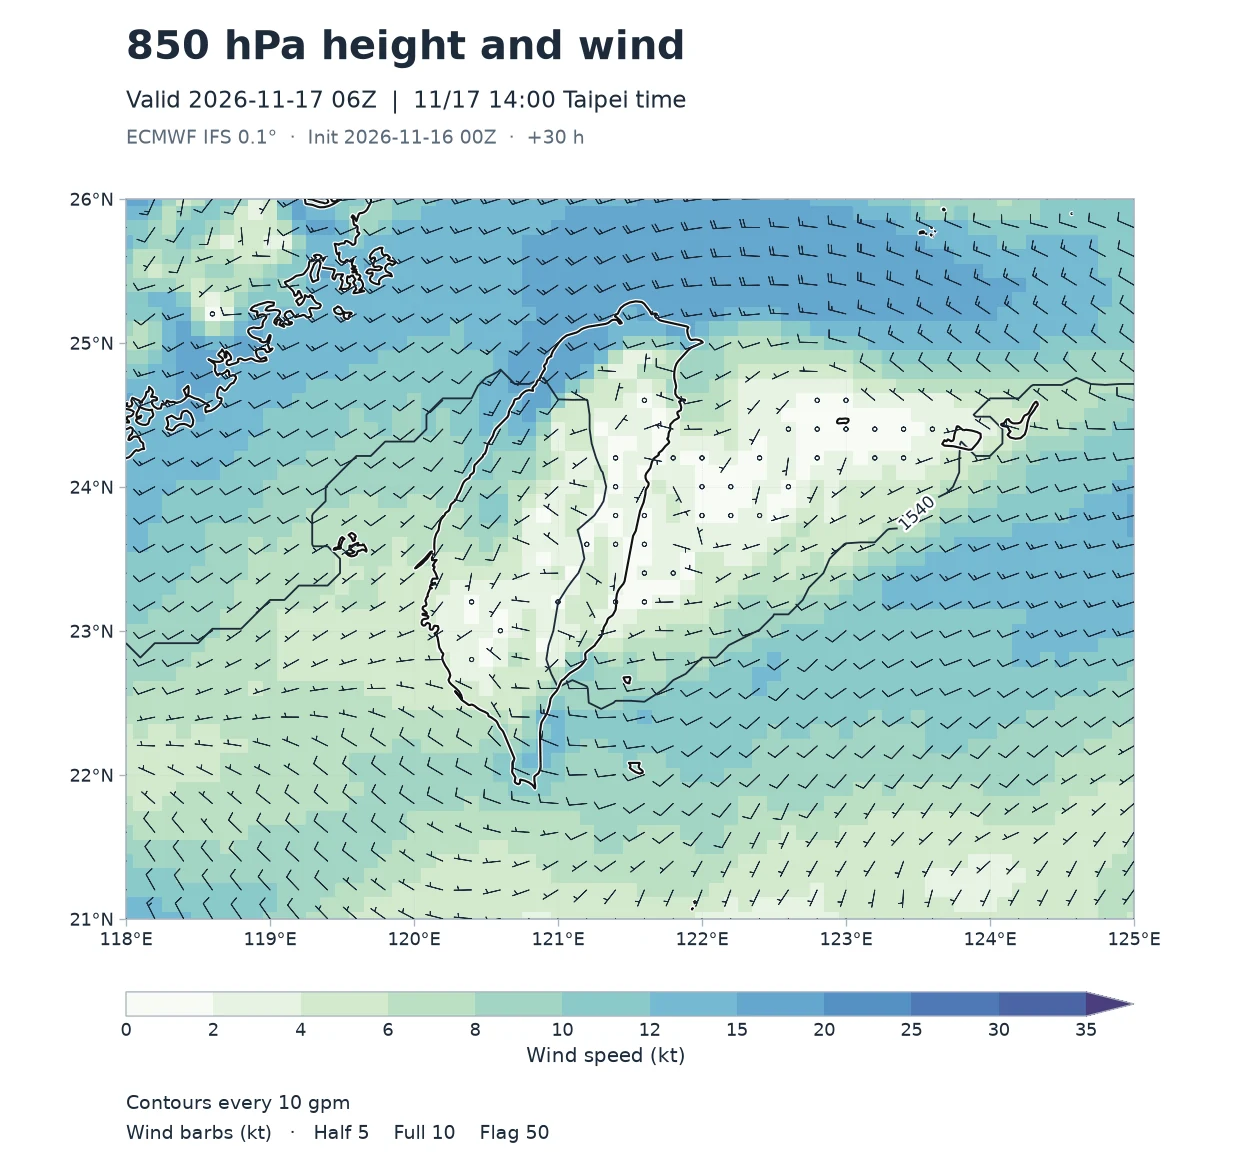 850 hPa height and wind
Valid 2026-11-17 06Z | 11/17 14:00 Taipei time
ECMWF IFS 0.1° · Init 2026-11-16 00Z · +30 h
26°N
25°N
24°N
23°N
22°N
21°N
1540
118°E 119°E 120°E 121°E 122°E 123°E 124°E 125°E
0 2 4 6 8 10 12 15 20 25 30 35
Wind speed (kt)
Contours every 10 gpm
Wind barbs (kt) · Half 5 Full 10 Flag 50